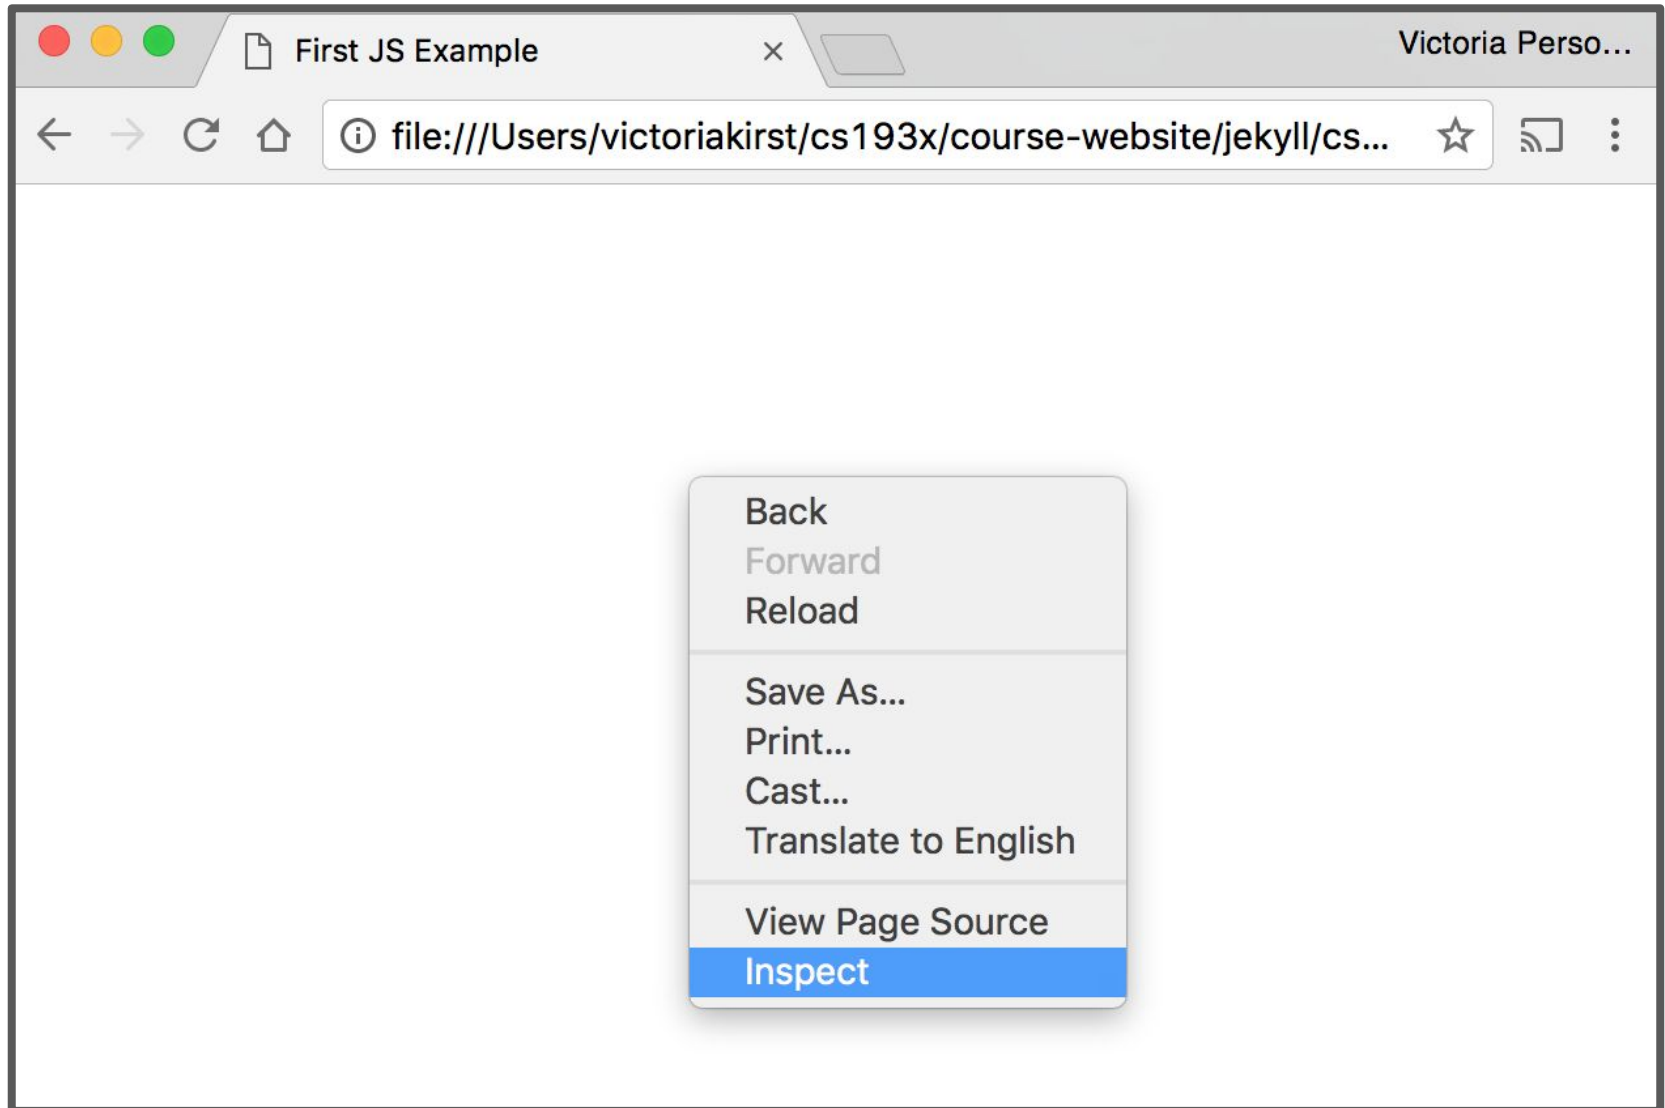 First JS Example
Victoria Perso...
file:///Users/victoriakirst/cs193x/course-website/jekyll/cs...
Back
Forward
Reload
Save As...
Print...
Cast...
Translate to English
View Page Source
Inspect